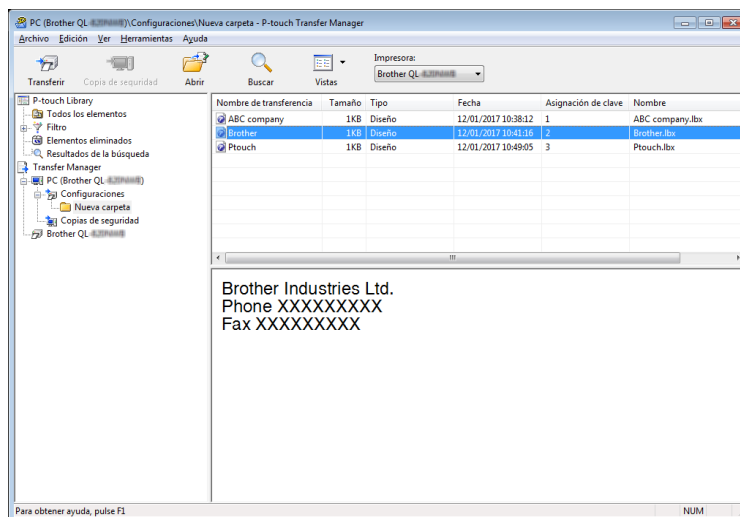 PC (Brother QL-)\Configuraciones\Nueva carpeta - P-touch Transfer Manager
Archivo Edición Ver Herramientas Ayuda
Impresora:
Brother QL-
Transferir Copia de seguridad Abrir Buscar Vistas
P-touch Library
Todos los elementos
Filtro
Elementos eliminados
Resultados de la búsqueda
Transfer Manager
PC (Brother QL-)
Configuraciones
Nueva carpeta
Copias de seguridad
Brother QL-
Nombre de transferencia Tamaño Tipo Fecha Asignación de clave Nombre
ABC company 1KB Diseño 12/01/2017 10:38:12 1 ABC company.lbx
Brother 1KB Diseño 12/01/2017 10:41:16 2 Brother.lbx
Ptouch 1KB Diseño 12/01/2017 10:49:05 3 Ptouch.lbx
Brother Industries Ltd.
Phone XXXXXXXXX
Fax XXXXXXXXX
Para obtener ayuda, pulse F1 NUM